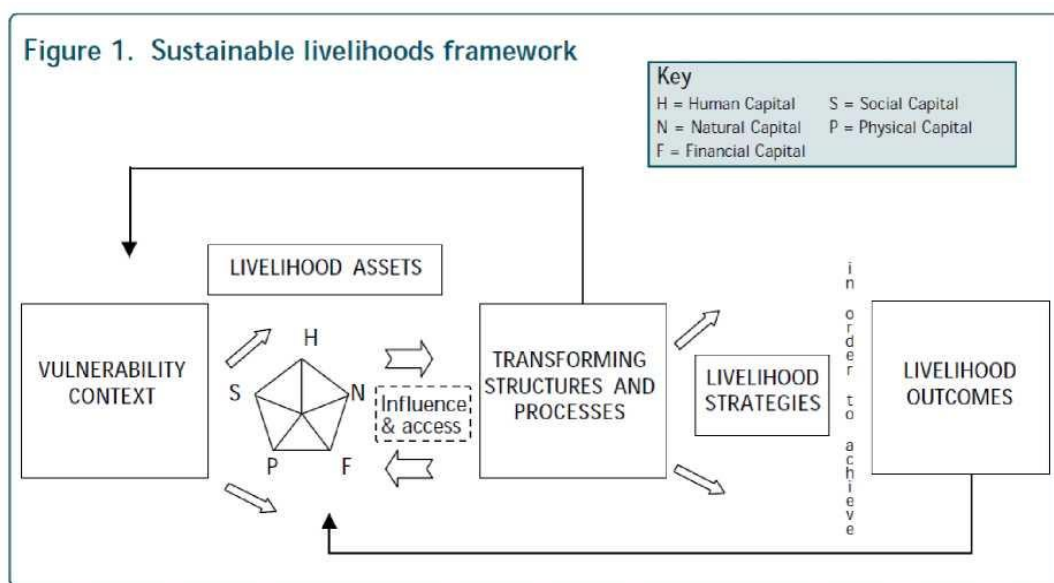 Figure 1. Sustainable livelihoods framework
Key
H = Human Capital S = Social Capital
N = Natural Capital P = Physical Capital
F = Financial Capital
LIVELIHOOD ASSETS
VULNERABILITY
CONTEXT
H
S
N
P
F
Influence
& access
TRANSFORMING
STRUCTURES AND
PROCESSES
LIVELIHOOD
STRATEGIES
in order to achieve
LIVELIHOOD
OUTCOMES